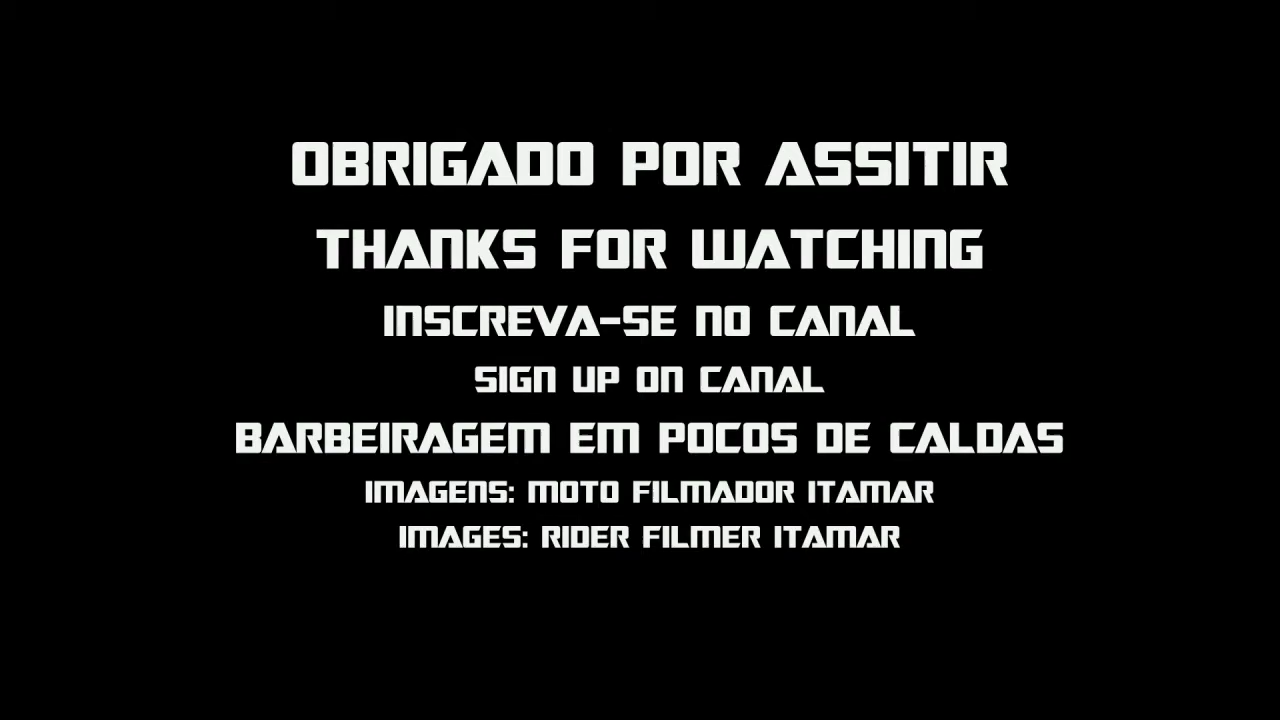 OBRIGADO POR ASSITIR
THANKS FOR WATCHING
INSCREVA-SE NO CANAL
SIGN UP ON CANAL
BARBEIRAGEM EM POCOS DE CALDAS
IMAGENS: MOTO FILMADOR ITAMAR
IMAGES: RIDER FILMER ITAMAR